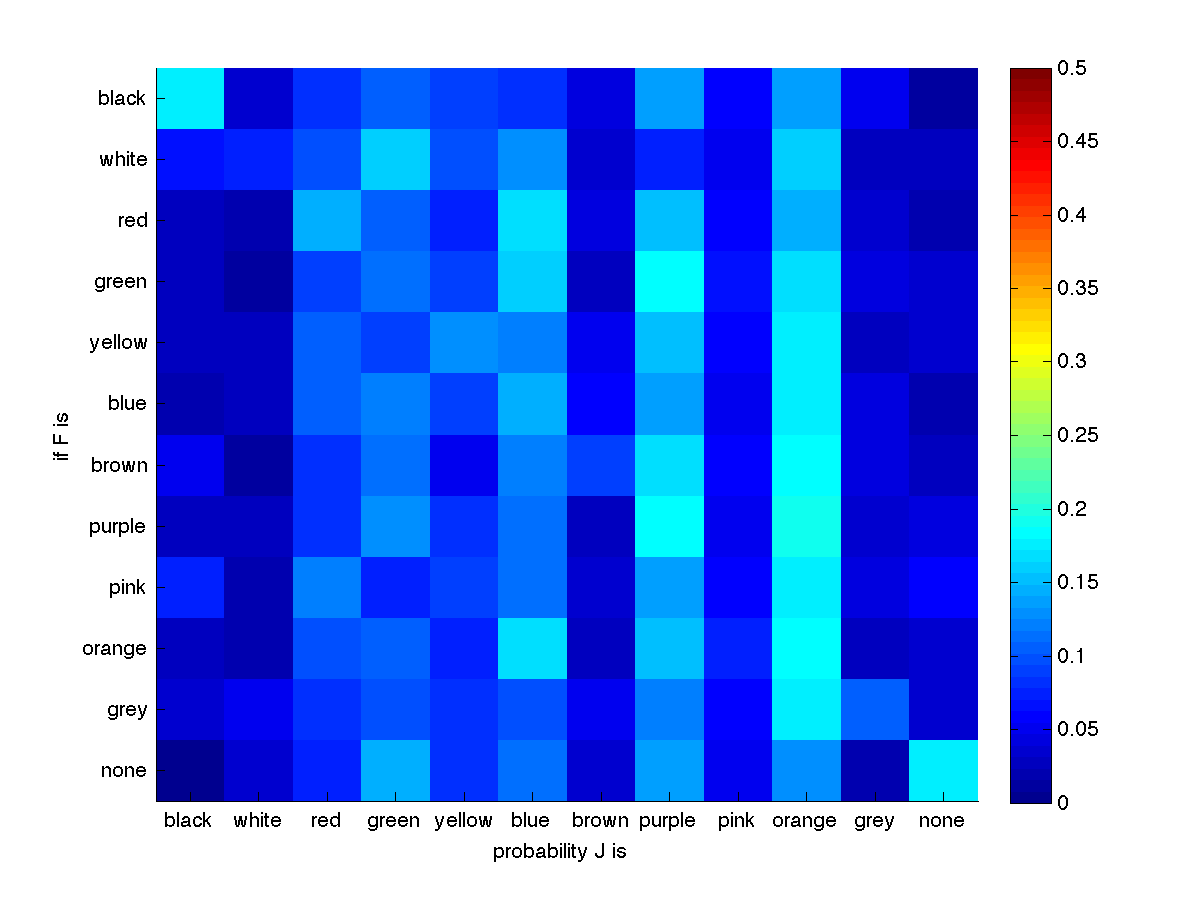 if F is
black
white
red
green
yellow
blue
brown
purple
pink
orange
grey
none
black white red green yellow blue brown purple pink orange grey none
probability J is
0.5
0.45
0.4
0.35
0.3
0.25
0.2
0.15
0.1
0.05
0